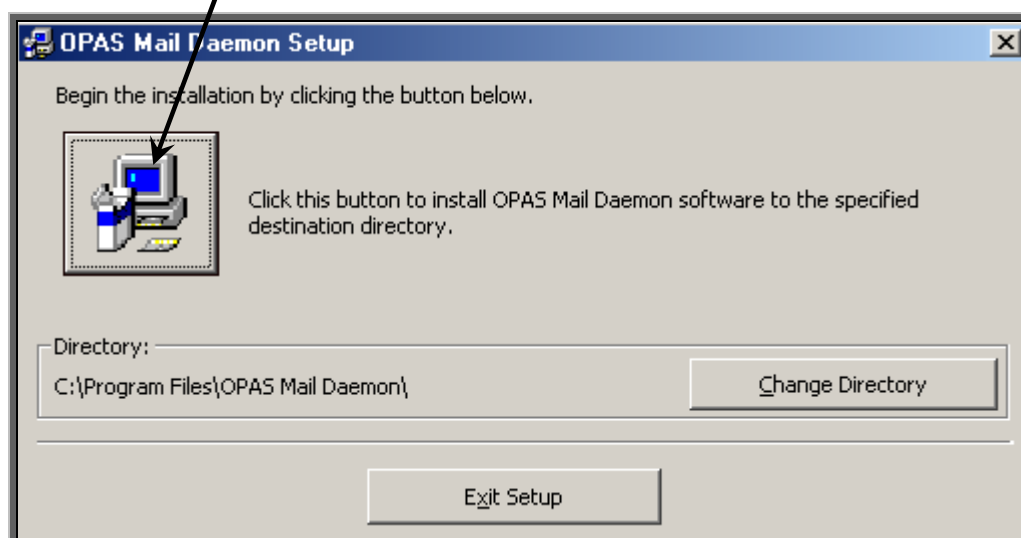 OPAS Mail Daemon Setup
Begin the installation by clicking the button below.
Click this button to install OPAS Mail Daemon software to the specified
destination directory.
Directory:
C:\Program Files\OPAS Mail Daemon\
Change Directory
Exit Setup